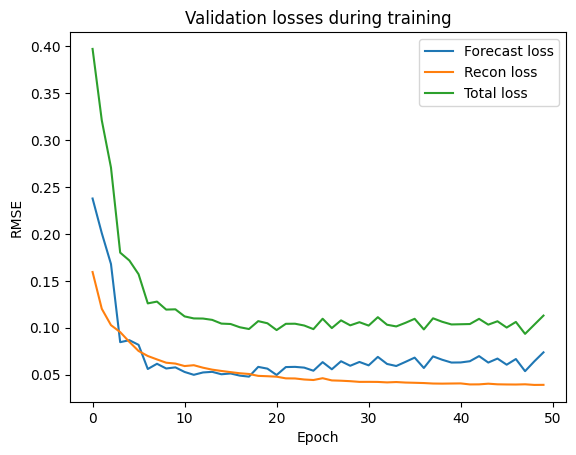 Validation losses during training
0.40
0.35
0.30
0.25
0.20
0.15
0.10
0.05
RMSE
Forecast loss
Recon loss
Total loss
0 10 20 30 40 50
Epoch